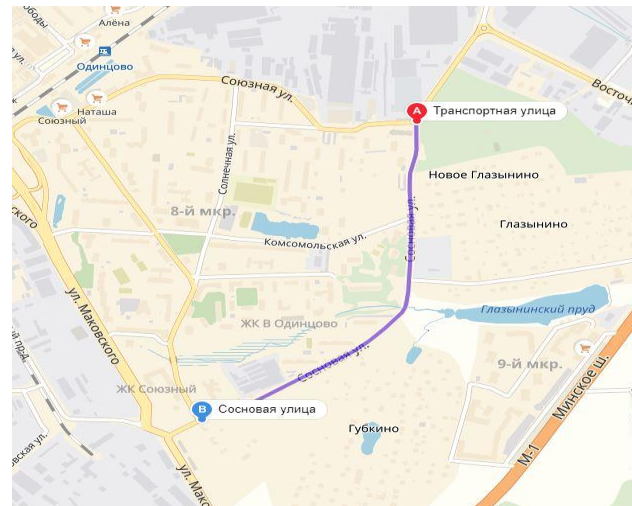 Алёна
Одинцово
Союзная ул.
Восточ
A Транспортная улица
Наташа
Союзный
Солнечная ул.
Новое Глазынино
8-й мкр.
Глазынино
Сосновая ул.
Комсомольская ул.
ул. Маковского
Глазынинский пруд
ЖК В Одинцово
Сосновая ул.
9-й мкр.
Минское ш.
ЖК Союзный
B Сосновая улица
Губкино
М-1
ул. Мако